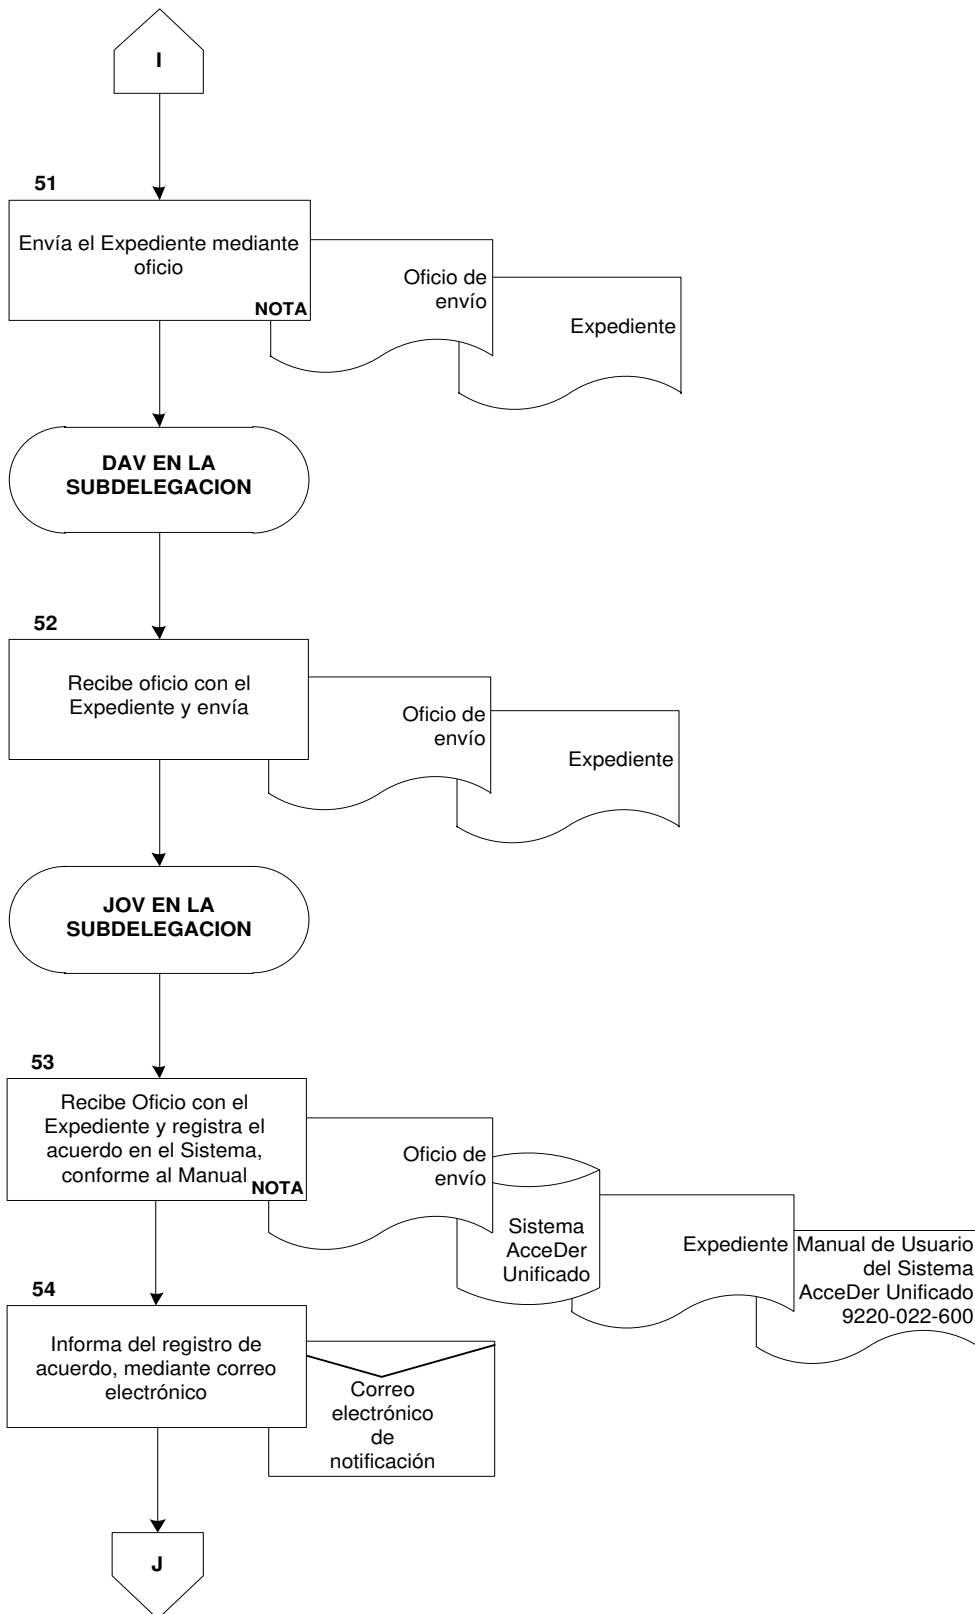 I
51
Envía el Expediente mediante
oficio
NOTA
Oficio de
envío
Expediente
DAV EN LA
SUBDELEGACION
52
Recibe oficio con el
Expediente y envía
Oficio de
envío
Expediente
JOV EN LA
SUBDELEGACION
53
Recibe Oficio con el
Expediente y registra el
acuerdo en el Sistema,
conforme al Manual
NOTA
Oficio de
envío
Sistema
AcceDer
Unificado
Expediente
Manual de Usuario
del Sistema
AcceDer Unificado
9220-022-600
54
Informa del registro de
acuerdo, mediante correo
electrónico
Correo
electrónico
de
notificación
J